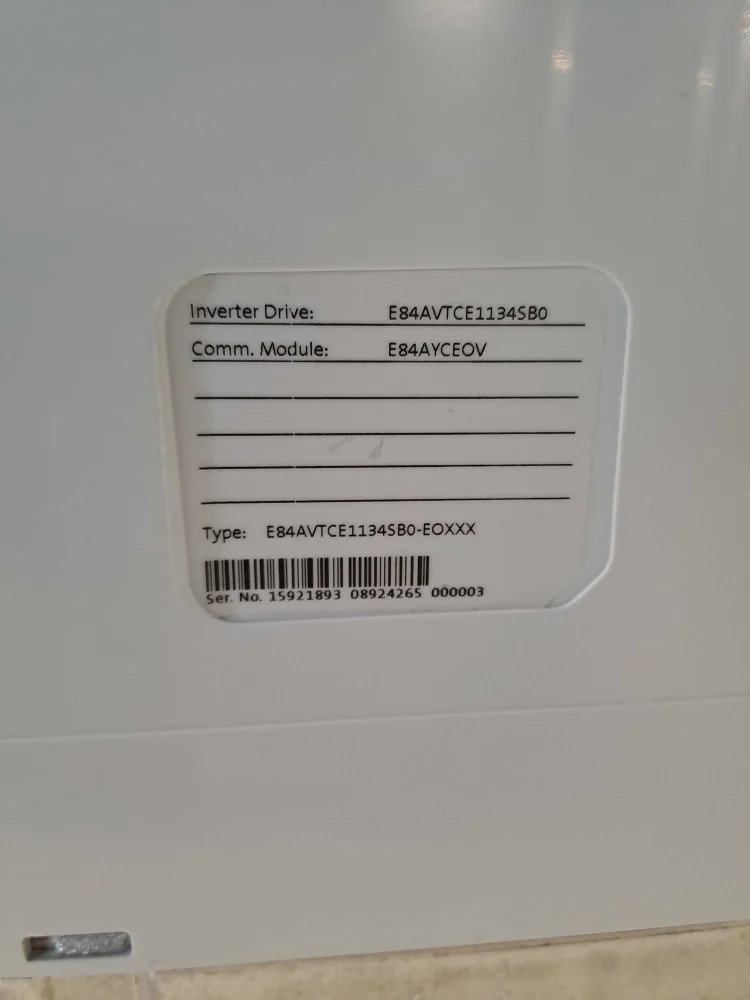 Inverter Drive: E84AVTCE1134SB0
Comm. Module: E84AYCEOV
Type: E84AVTCE1134SB0-EOXXX
Ser. No. 15921893 08924265 000003